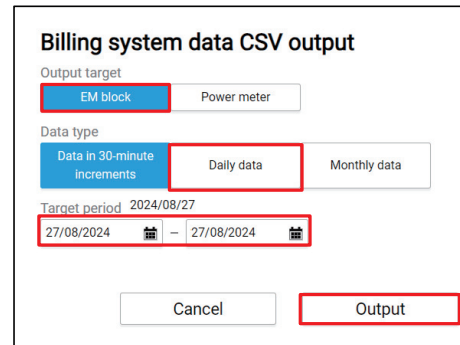 Billing system data CSV output
Output target
EM block Power meter
Data type
Data in 30-minute
increments
Daily data Monthly data
Target period 2024/08/27
27/08/2024 – 27/08/2024
Cancel Output